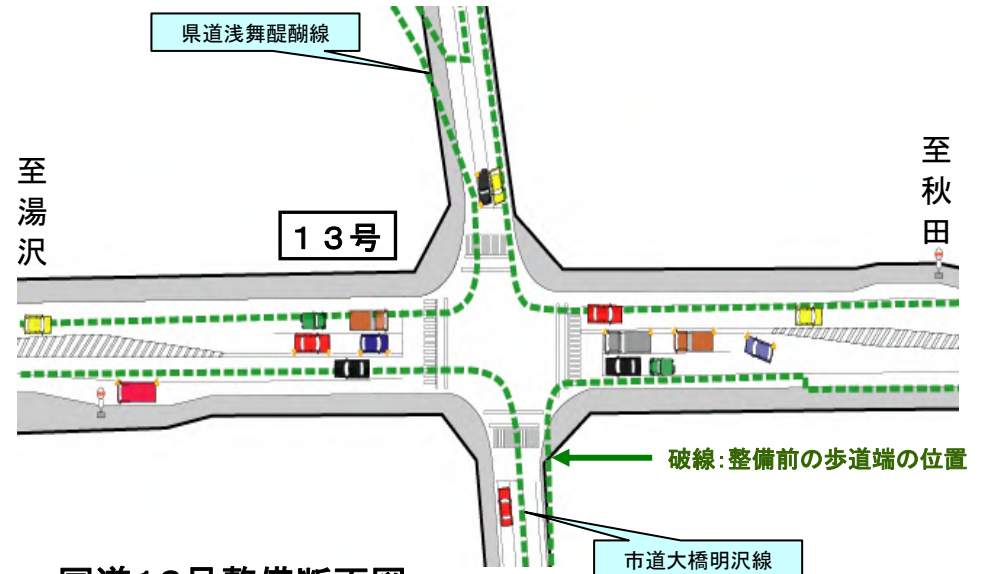 県道浅舞醍醐線
至湯沢
至秋田
13号
破線：整備前の歩道端の位置
市道大橋明沢線